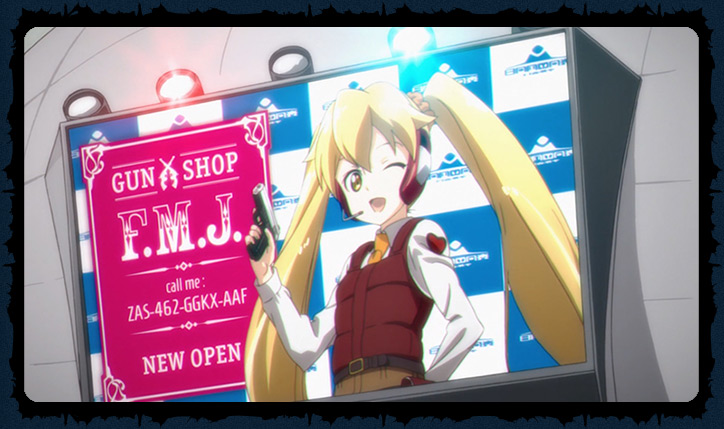 GUN SHOP
F.M.J.
call me :
ZAS-462-GGKX-AAF
NEW OPEN